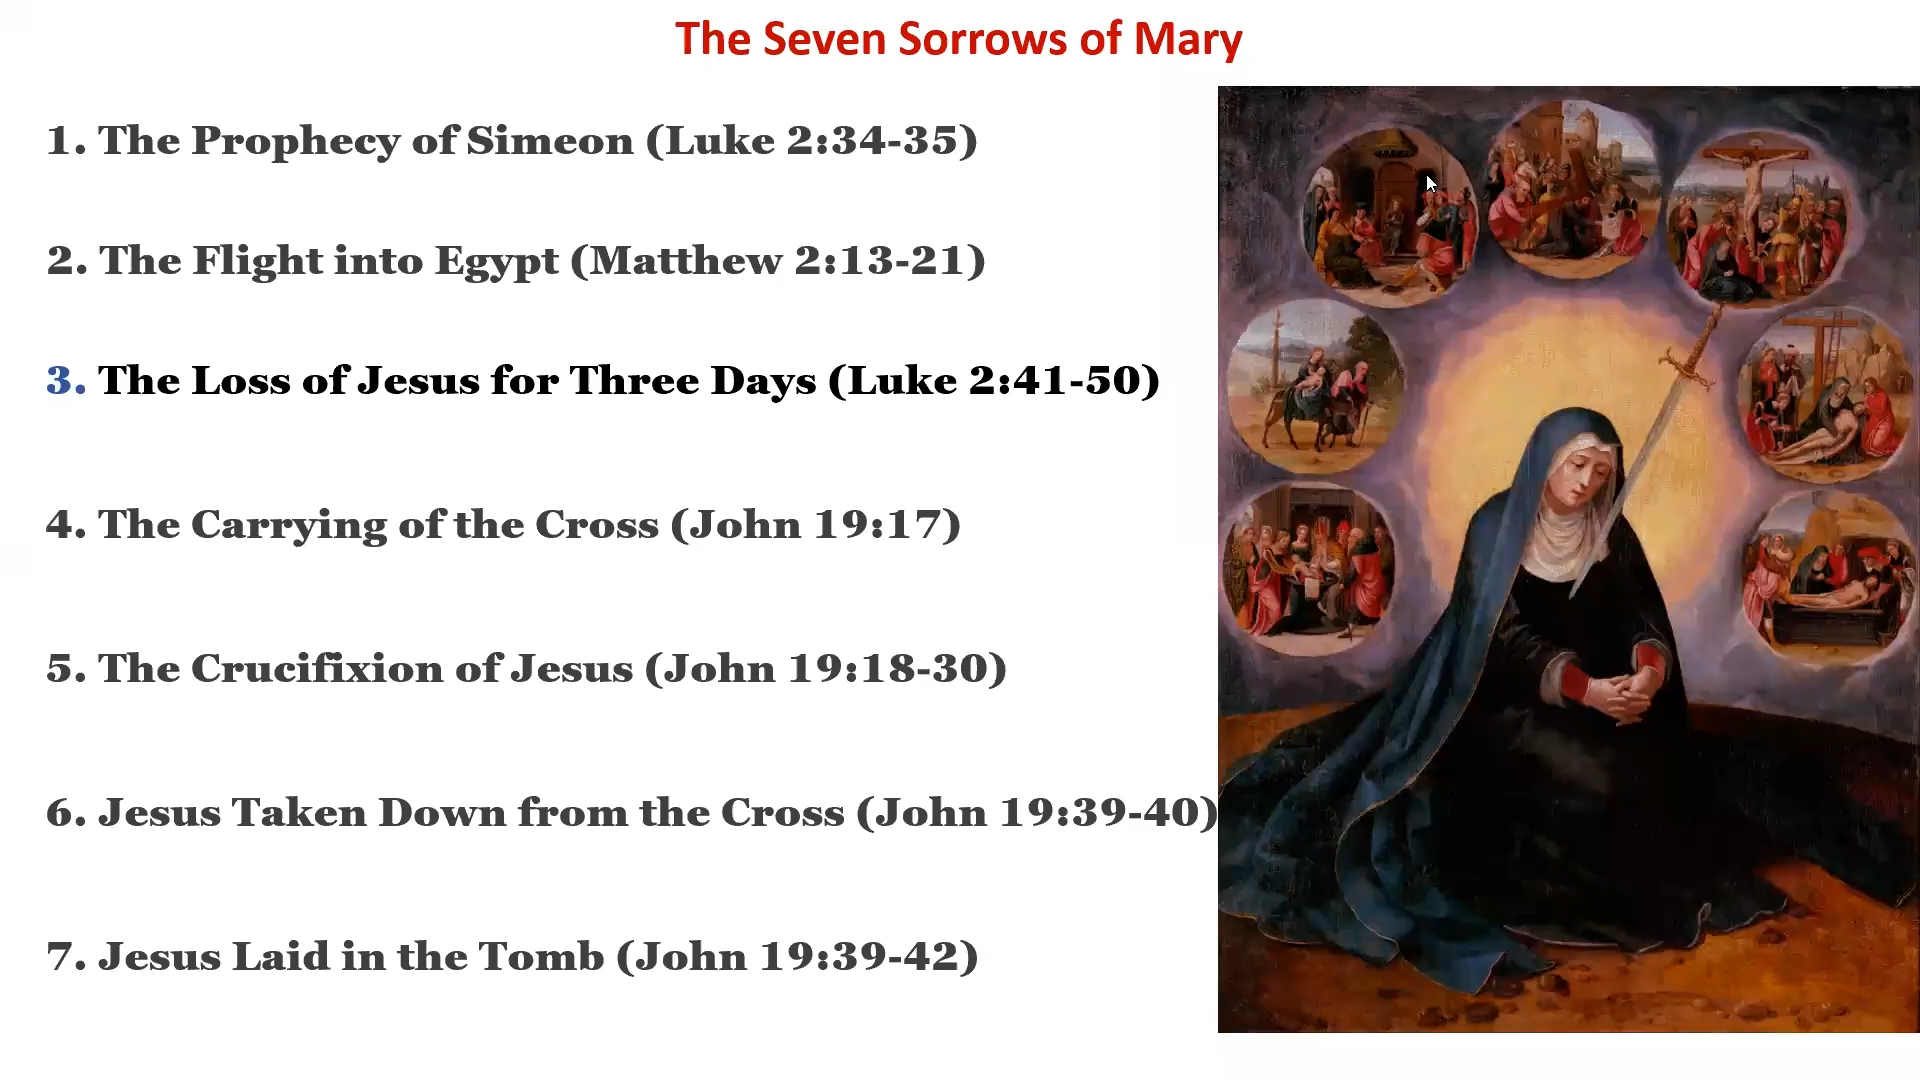 The Seven Sorrows of Mary
1. The Prophecy of Simeon (Luke 2:34-35)
2. The Flight into Egypt (Matthew 2:13-21)
3. The Loss of Jesus for Three Days (Luke 2:41-50)
4. The Carrying of the Cross (John 19:17)
5. The Crucifixion of Jesus (John 19:18-30)
6. Jesus Taken Down from the Cross (John 19:39-40)
7. Jesus Laid in the Tomb (John 19:39-42)